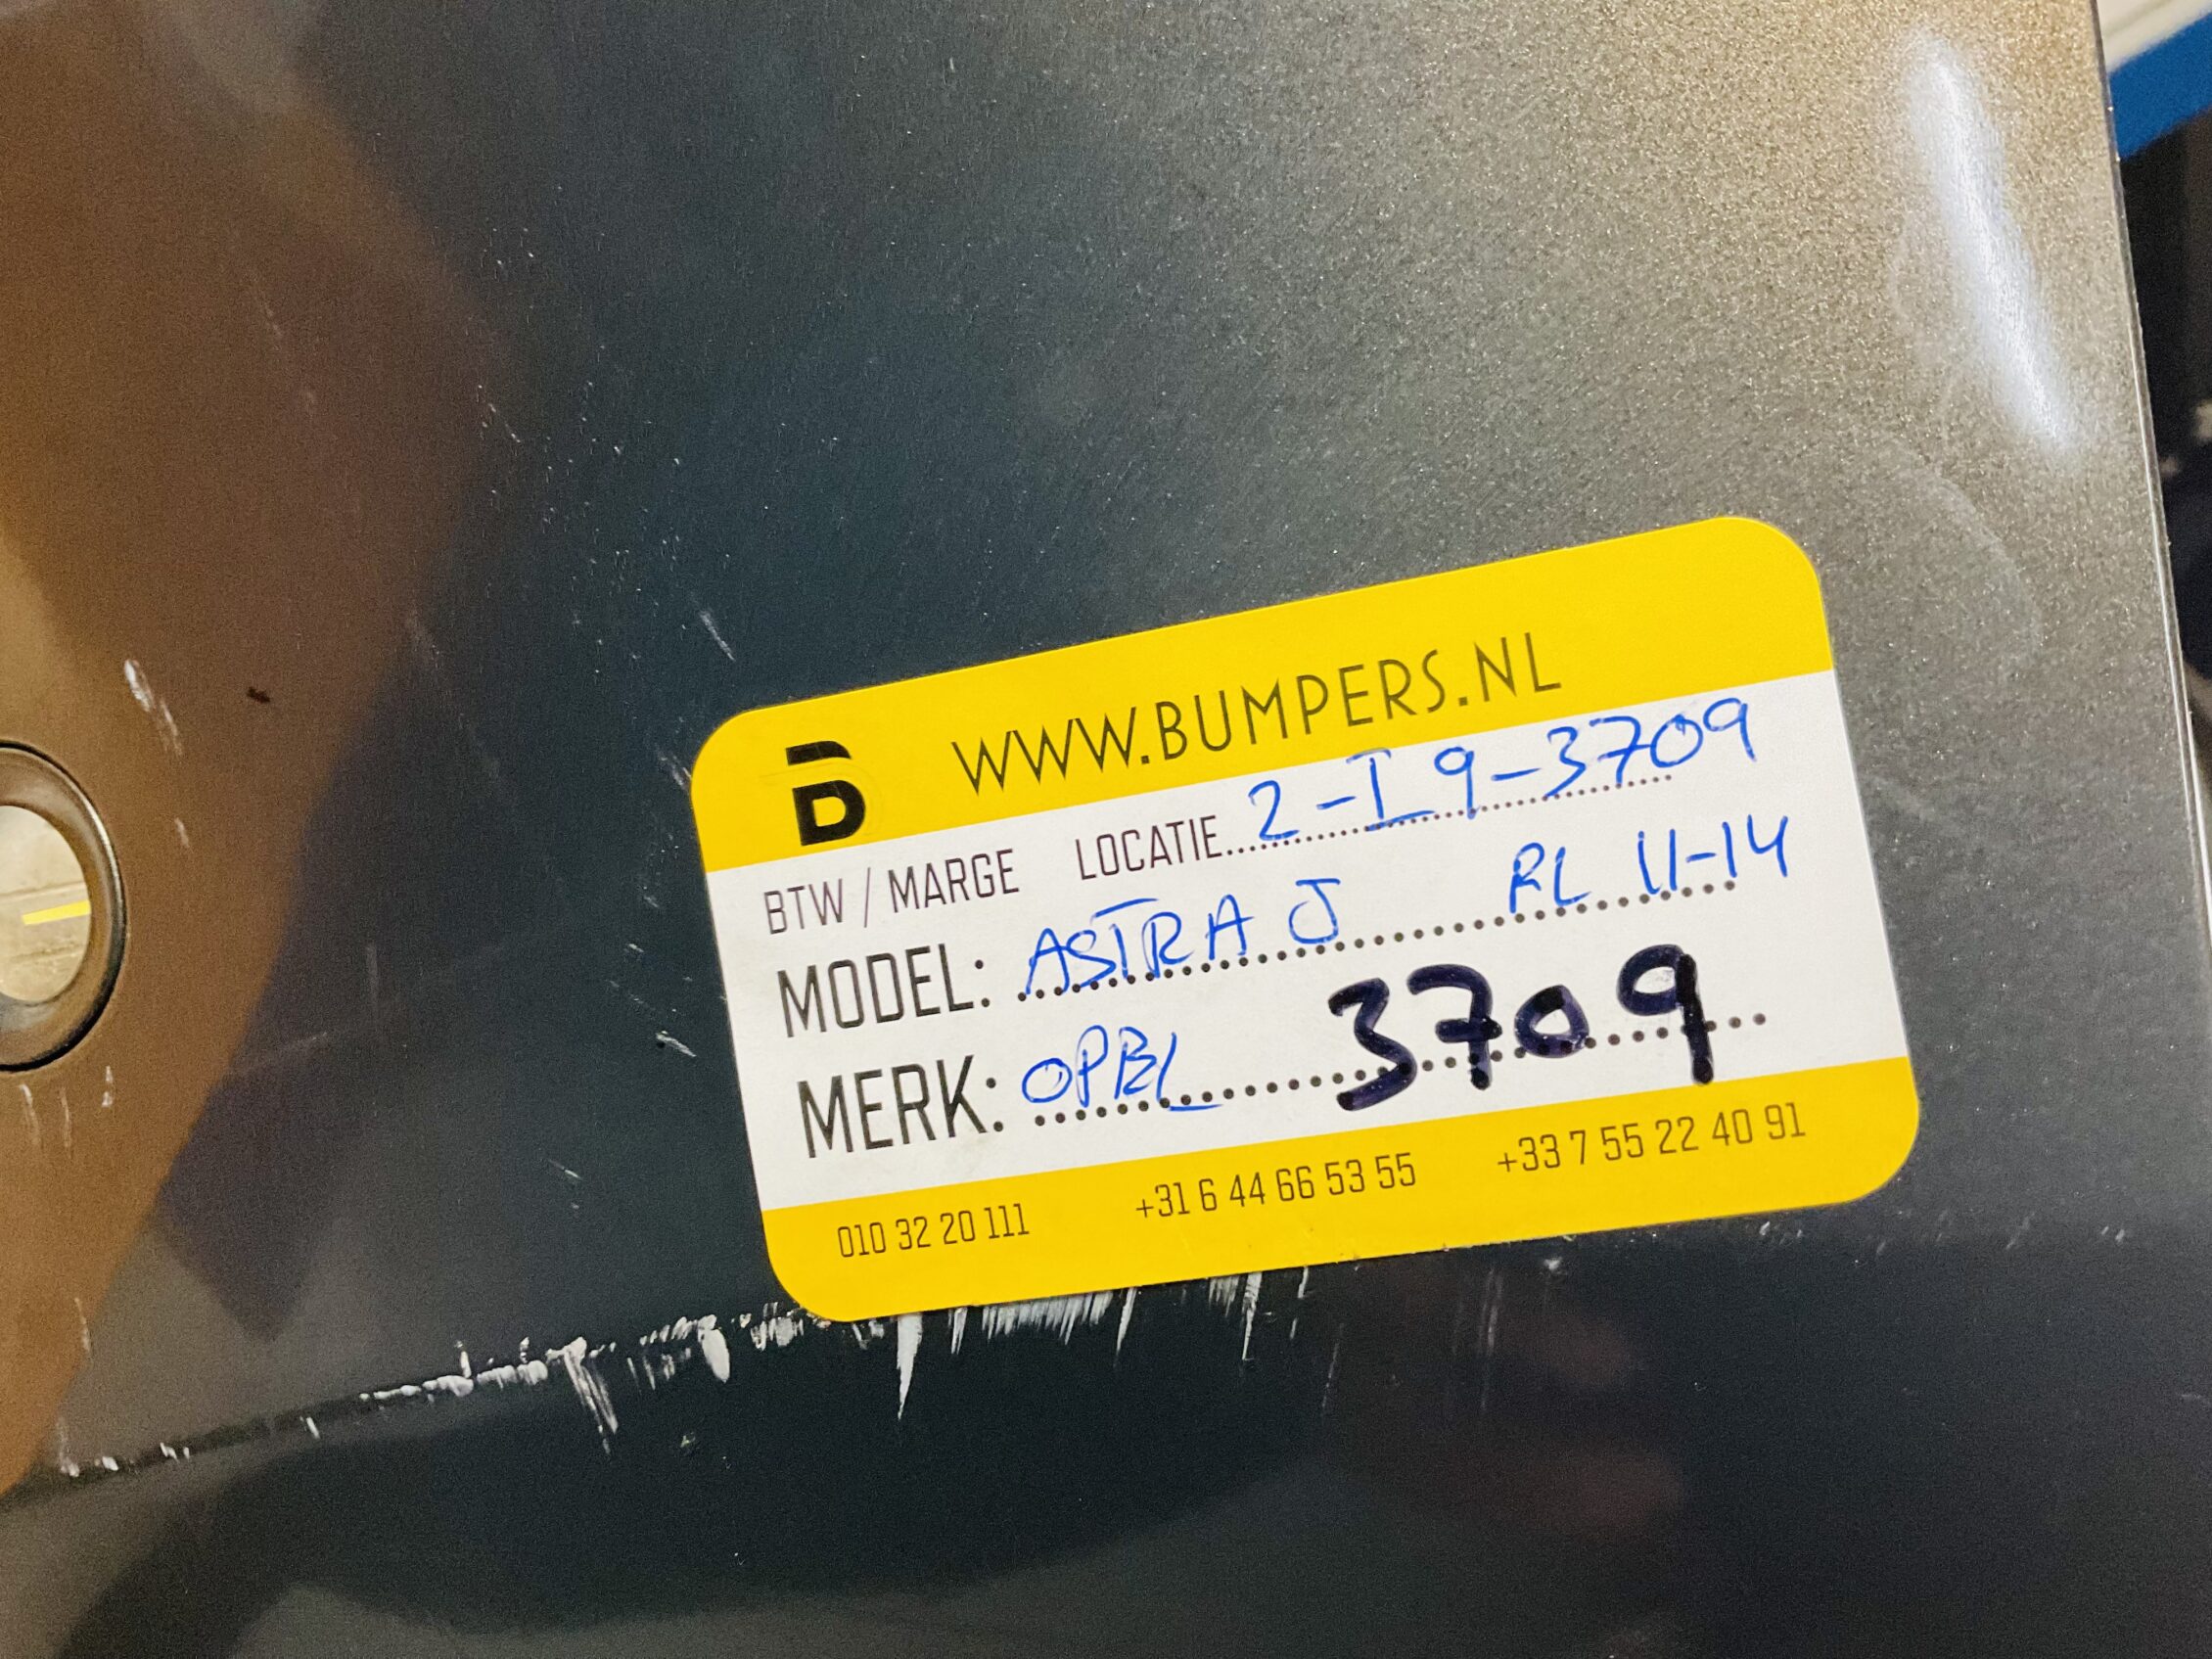 B WWW.BUMPERS.NL
BTW / MARGE LOCATIE 2-I9-3709
MODEL: ASTRA J RL 11-14
MERK: OPEL 3709
010 32 20 111 +31 6 44 66 53 55 +33 7 55 22 40 91